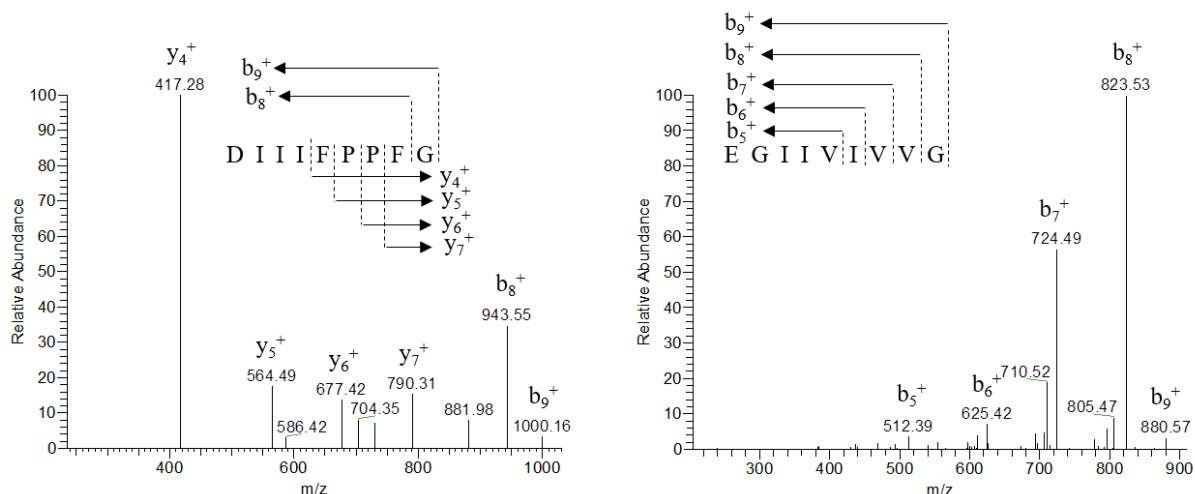 y₄⁺
417.28
b₉⁺
b₈⁺
D I I I F P P F G
y₄⁺
y₅⁺
y₆⁺
y₇⁺
b₈⁺
943.55
y₅⁺
564.49
y₆⁺
677.42
y₇⁺
790.31
586.42
704.35
881.98
b₉⁺
1000.16
100
90
80
70
60
50
40
30
20
10
0
Relative Abundance
400
600
800
1000
m/z
b₉⁺
b₈⁺
b₇⁺
b₆⁺
b₅⁺
E G I I V I V V G
b₈⁺
823.53
b₇⁺
724.49
710.52
b₅⁺
512.39
b₆⁺
625.42
805.47
b₉⁺
880.57
100
90
80
70
60
50
40
30
20
10
0
Relative Abundance
300
400
500
600
700
800
900
m/z